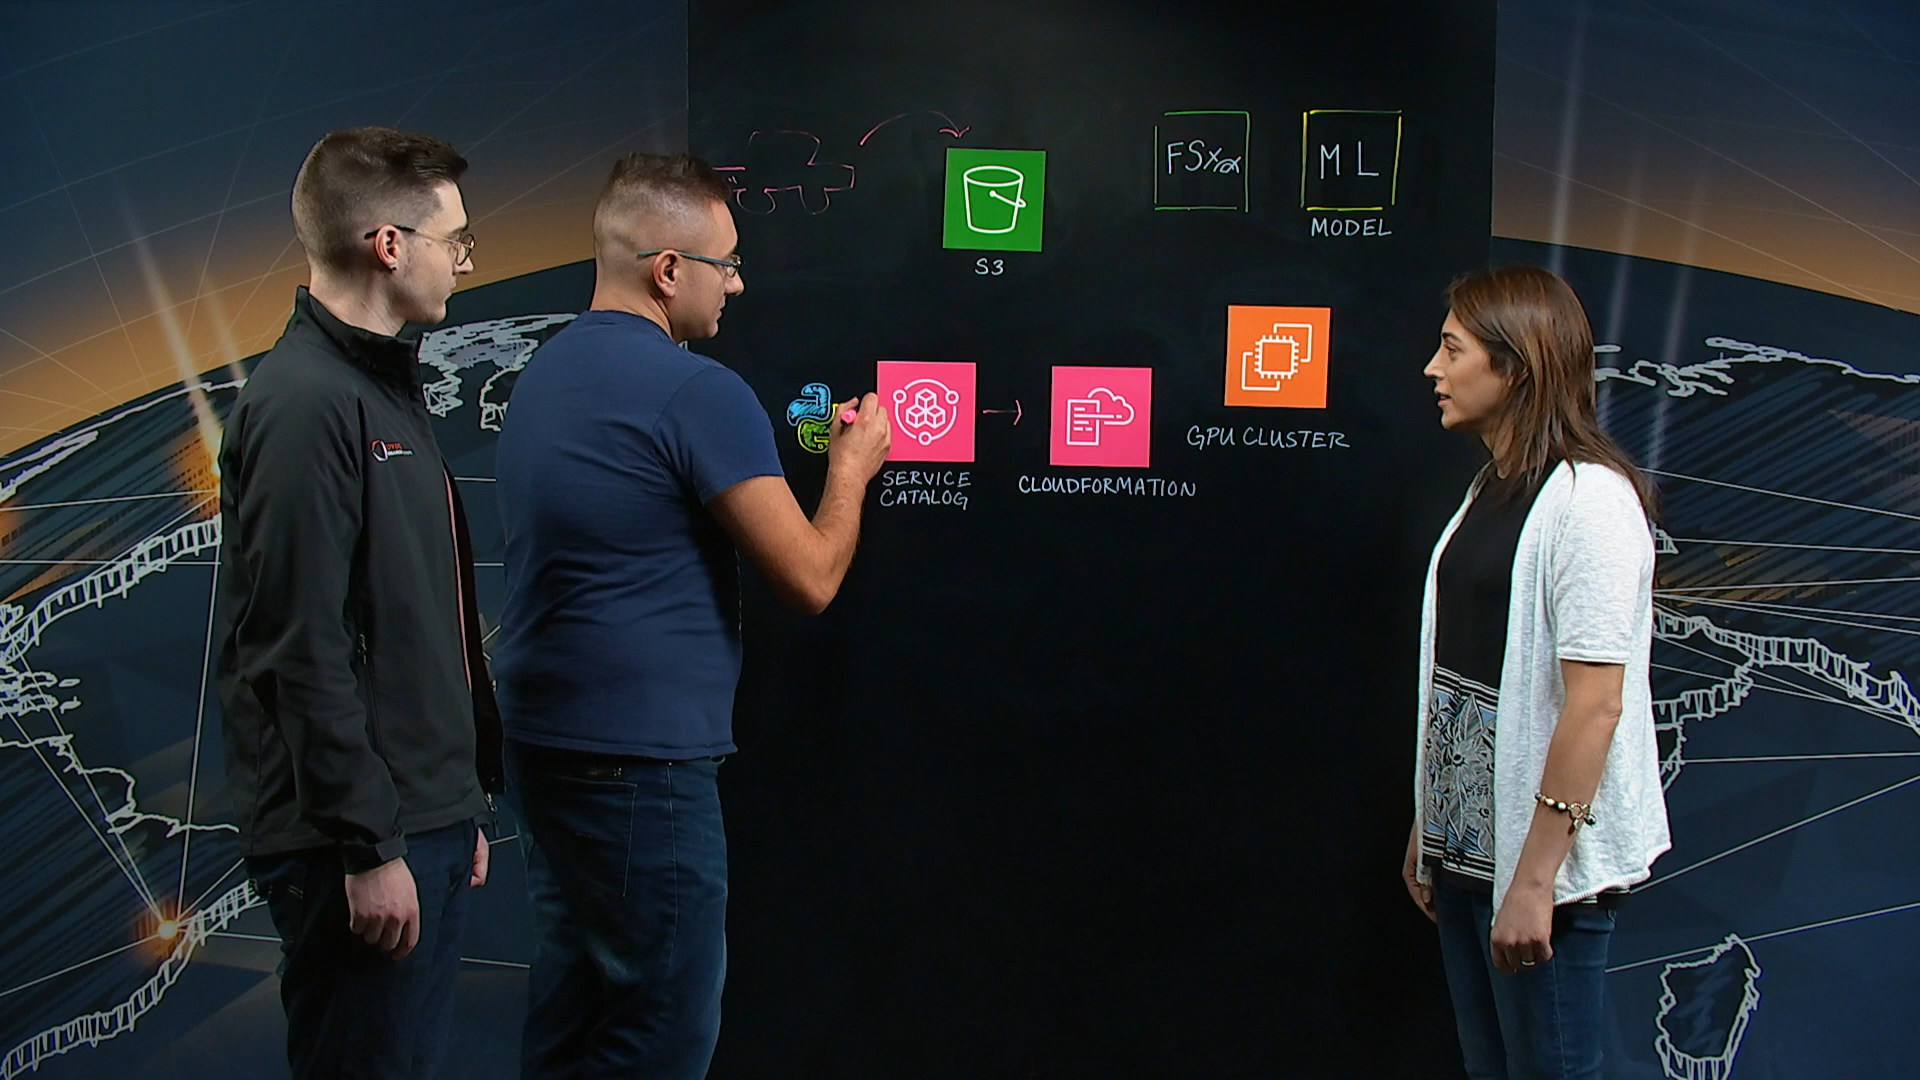 FSx
ML
MODEL
S3
GPU CLUSTER
SERVICE
CATALOG
CLOUDFORMATION